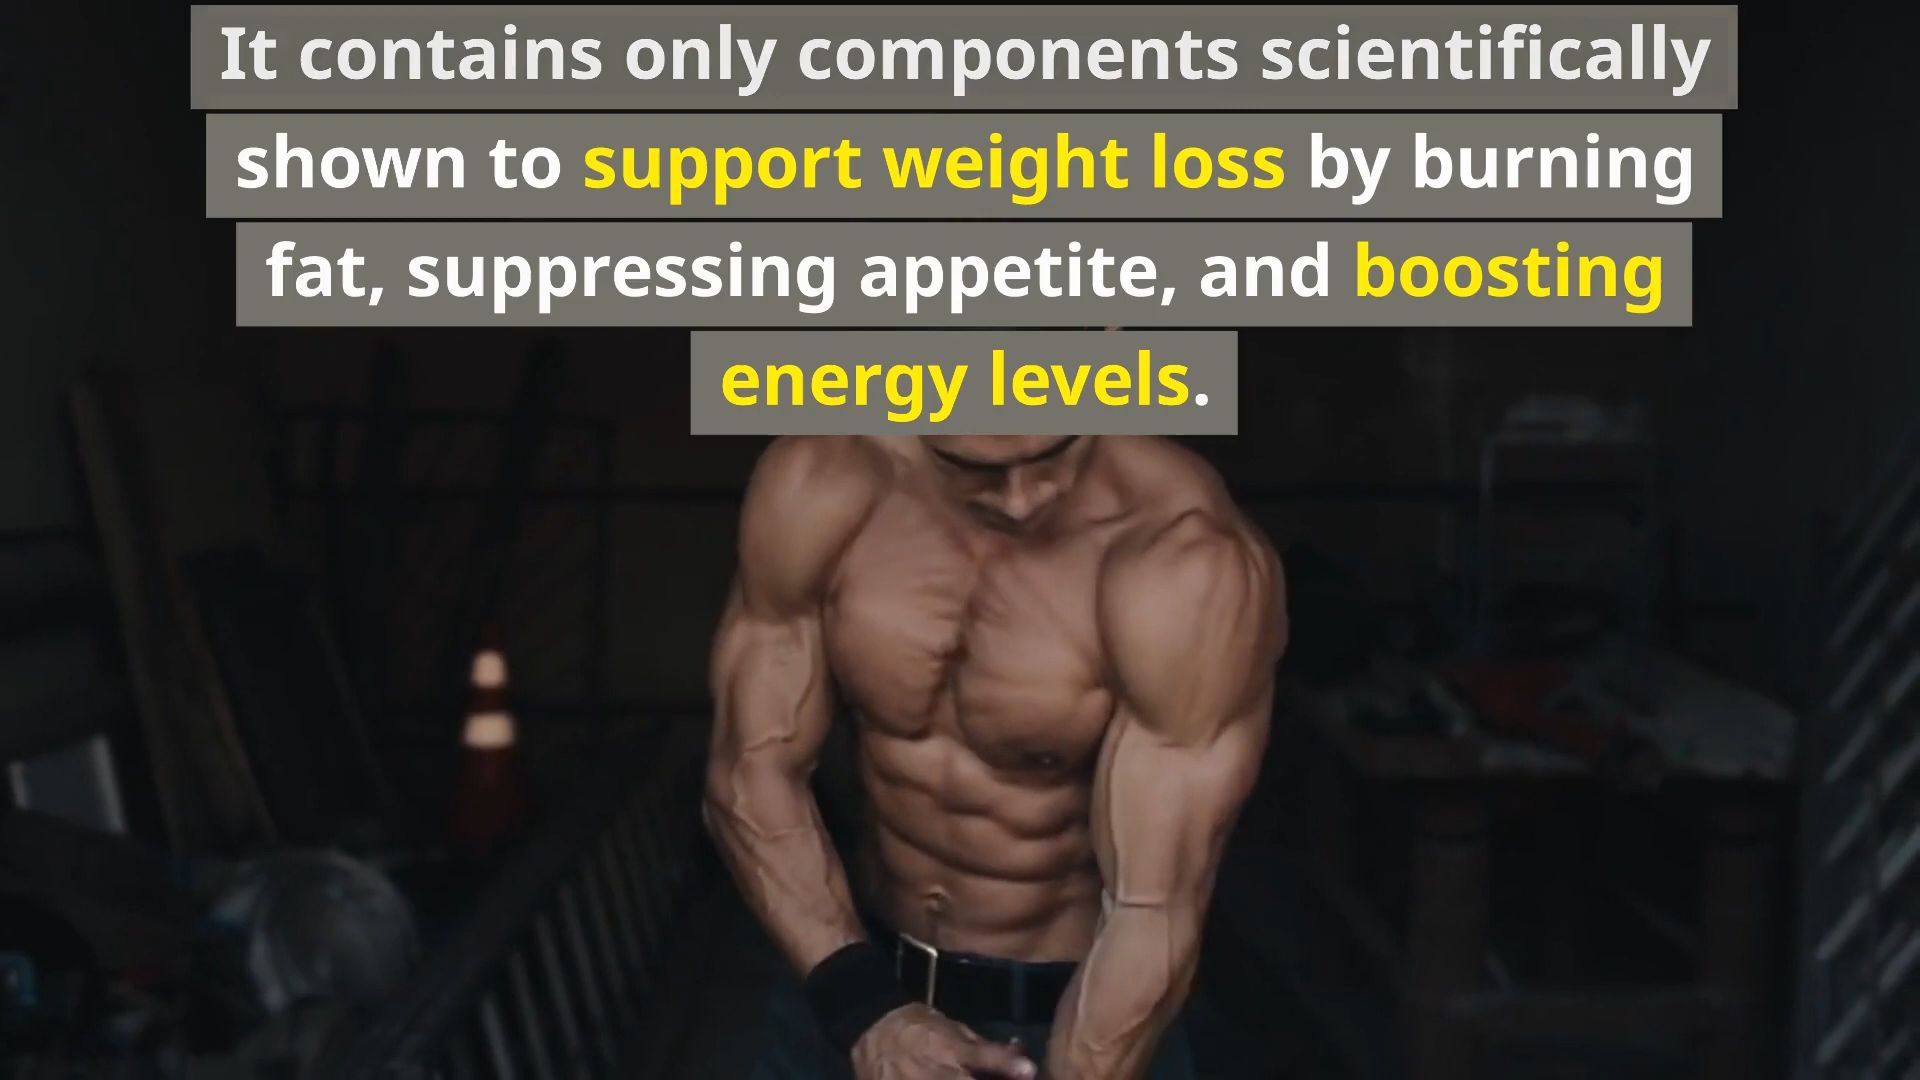 It contains only components scientifically
shown to support weight loss by burning
fat, suppressing appetite, and boosting
energy levels.